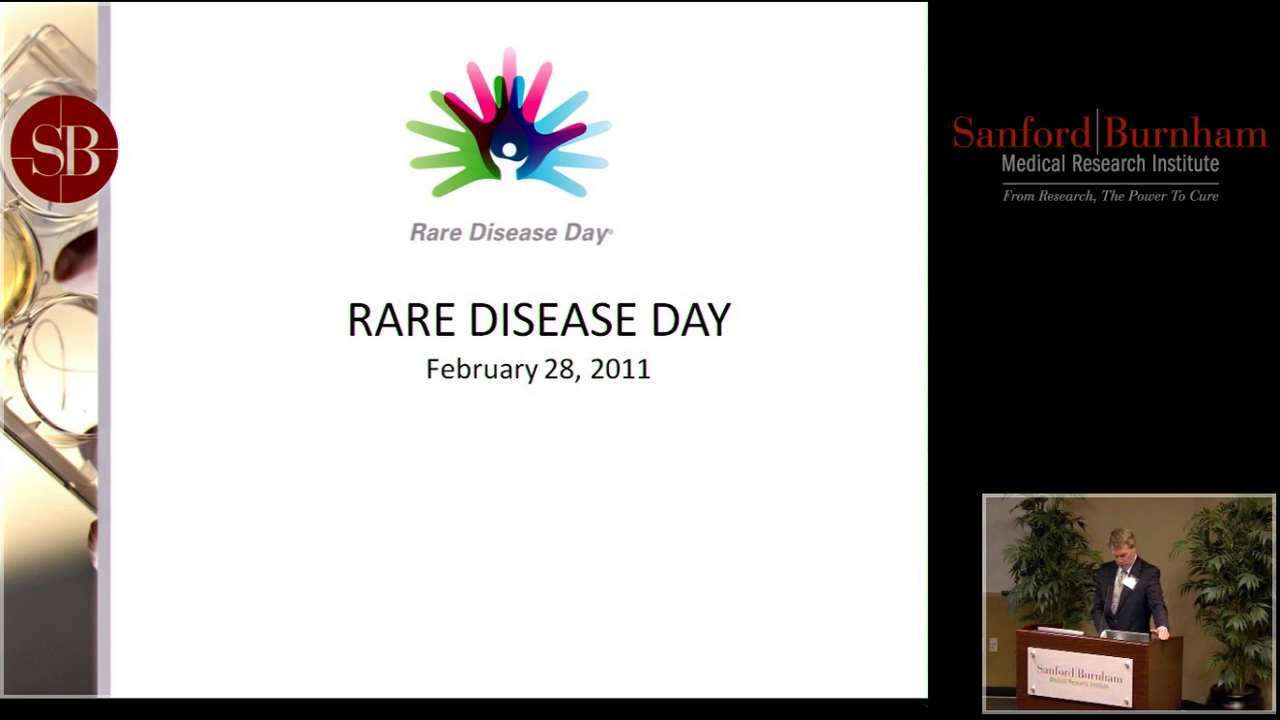 SB
Rare Disease Day
RARE DISEASE DAY
February 28, 2011
Sanford|Burnham
Medical Research Institute
From Research, The Power To Cure
Sanford|Burnham
Medical Research Institute